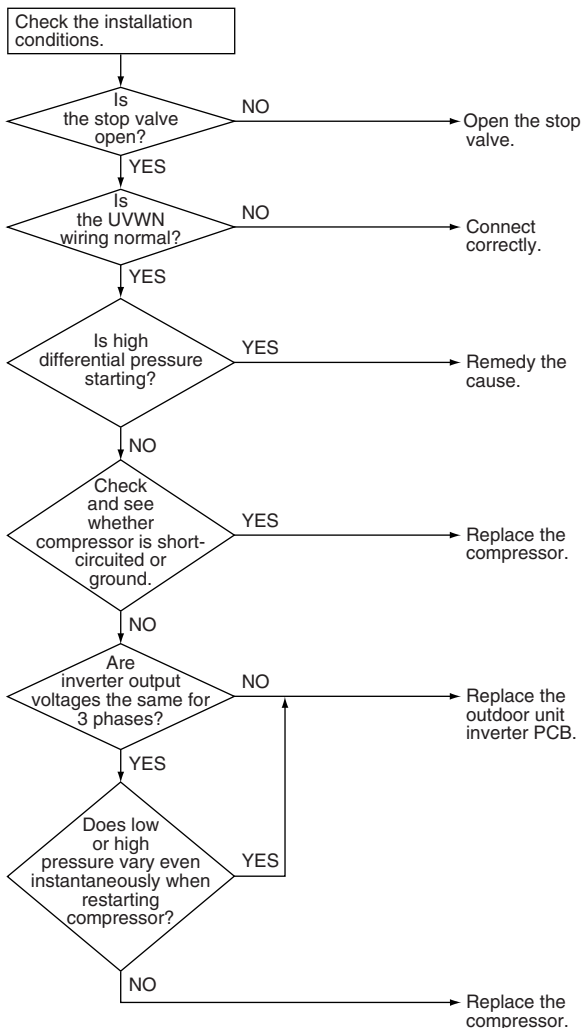 Check the installation
conditions.
Is
the stop valve
open?
NO
Open the stop
valve.
YES
Is
the UVWN
wiring normal?
NO
Connect
correctly.
YES
Is high
differential pressure
starting?
YES
Remedy the
cause.
NO
Check
and see
whether
compressor is short-
circuited or
ground.
YES
Replace the
compressor.
NO
Are
inverter output
voltages the same for
3 phases?
NO
Replace the
outdoor unit
inverter PCB.
YES
Does low
or high
pressure vary even
instantaneously when
restarting
compressor?
YES
NO
Replace the
compressor.